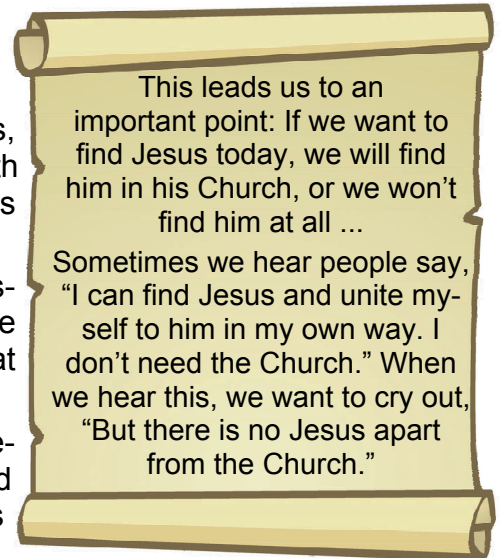 This leads us to an
important point: If we want to
find Jesus today, we will find
him in his Church, or we won’t
find him at all ...
Sometimes we hear people say,
“I can find Jesus and unite my-
self to him in my own way. I
don’t need the Church.” When
we hear this, we want to cry out,
“But there is no Jesus apart
from the Church.”